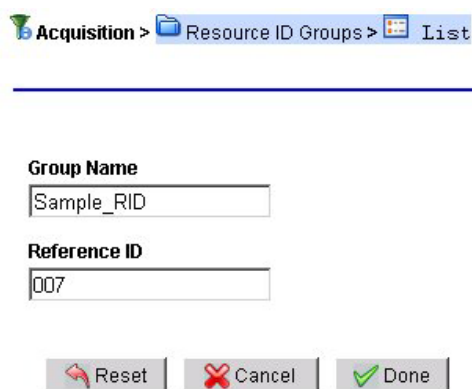 Acquisition > Resource ID Groups > List
Group Name
Sample_RID
Reference ID
007
Reset Cancel Done